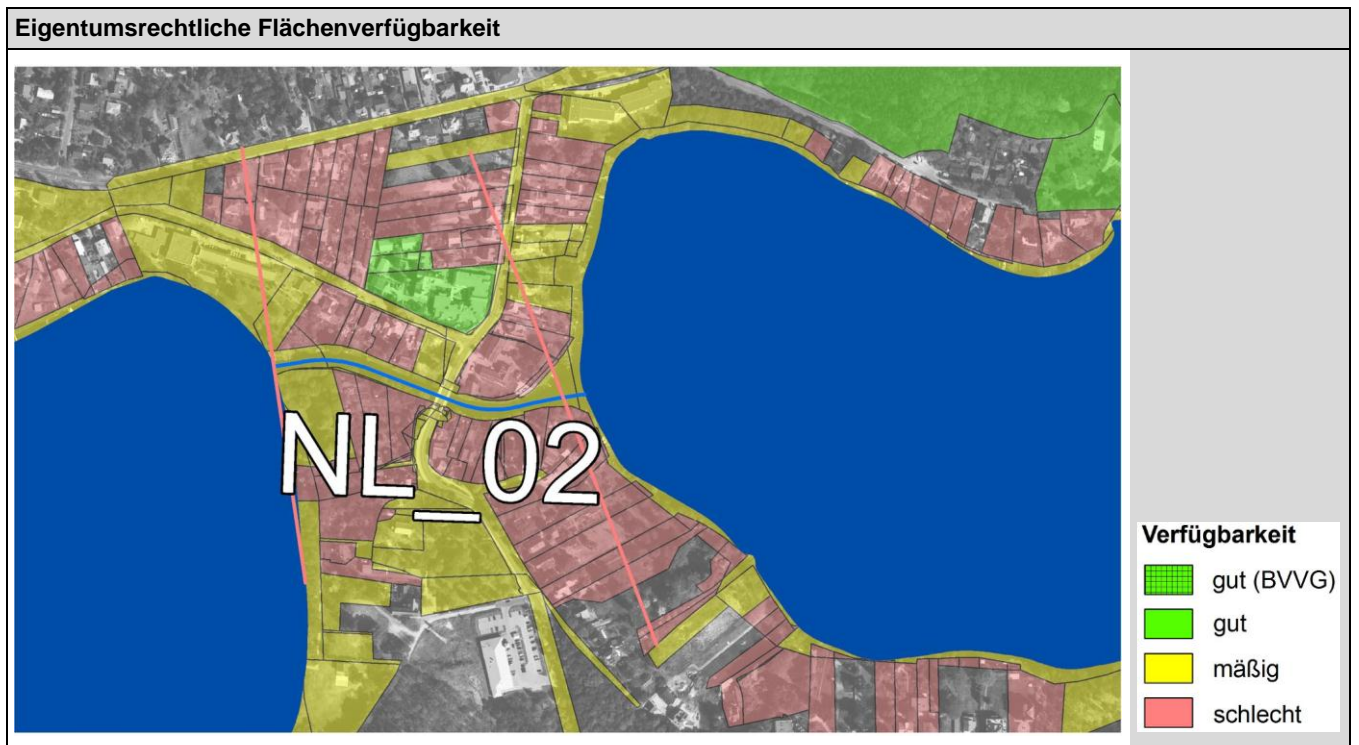 Eigentumsrechtliche Flächenverfügbarkeit
NL_02
Verfügbarkeit
gut (BVVG)
gut
mäßig
schlecht